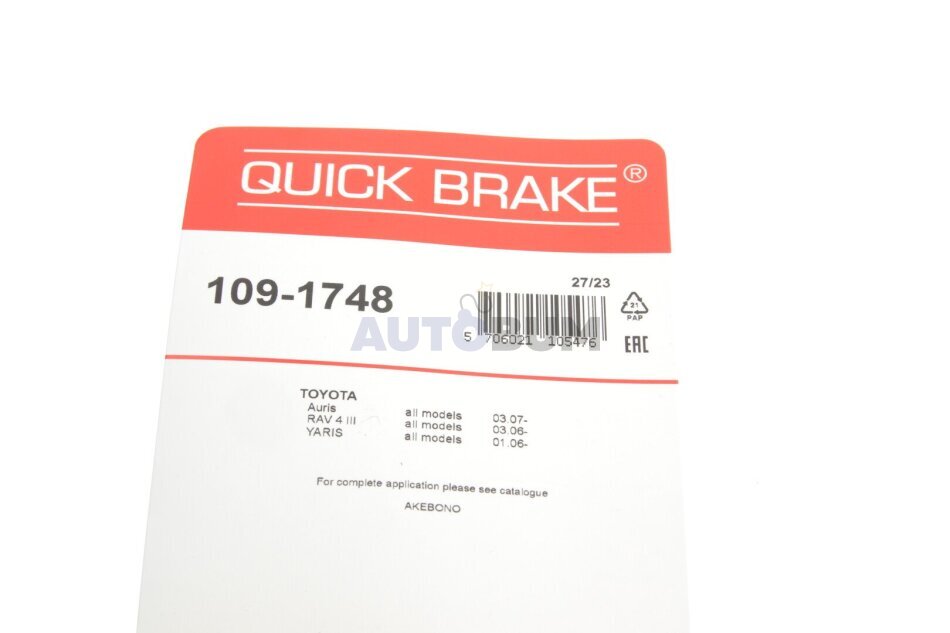 QUICK BRAKE®
109-1748
27/23
5 706021 105476
21
PAP
EAC
AUTOBUM
TOYOTA
Auris all models 03.07-
RAV 4 III all models 03.06-
YARIS all models 01.06-
For complete application please see catalogue
AKEBONO